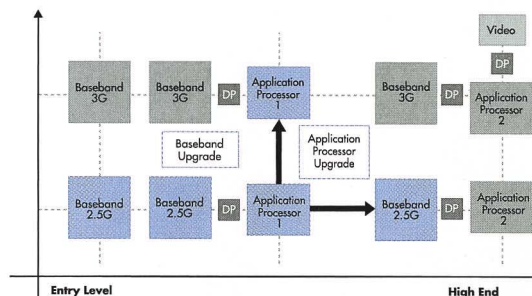 Video
DP
Baseband
3G
Baseband
3G
DP
Application
Processor
1
Baseband
3G
DP
Application
Processor
2
Baseband
Upgrade
Application
Processor
Upgrade
Baseband
2.5G
Baseband
2.5G
DP
Application
Processor
1
Baseband
2.5G
DP
Application
Processor
2
Entry Level
High End